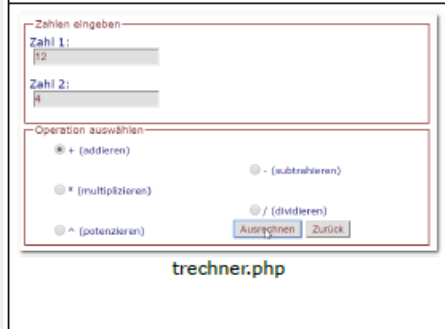 Zahlen eingeben
Zahl 1:
12
Zahl 2:
4
Operation auswählen
+ (addieren)
- (subtrahieren)
* (multiplizieren)
/ (dividieren)
^ (potenzieren)
Ausrechnen Zurück
trechner.php